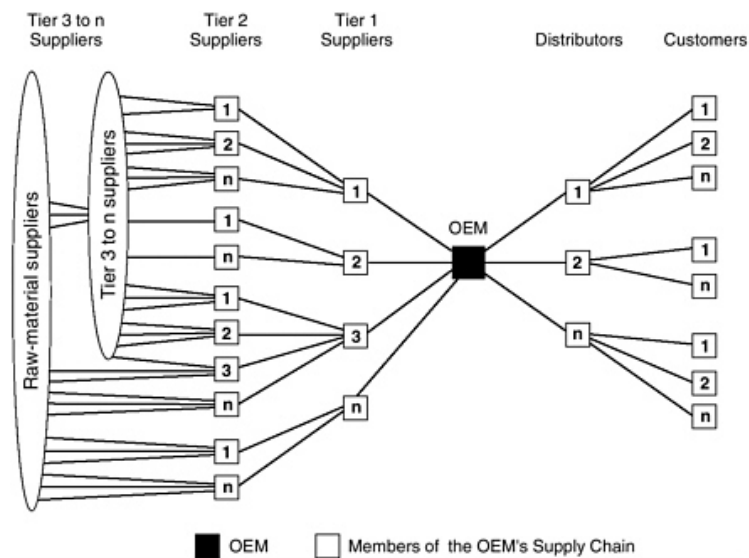 Tier 3 to n
Suppliers
Tier 2
Suppliers
Tier 1
Suppliers
Distributors
Customers
Raw-material suppliers
Tier 3 to n suppliers
1
2
n
1
n
1
2
3
n
1
n
1
2
3
n
OEM
1
2
n
1
2
n
1
n
1
2
n
OEM
Members of the OEM's Supply Chain